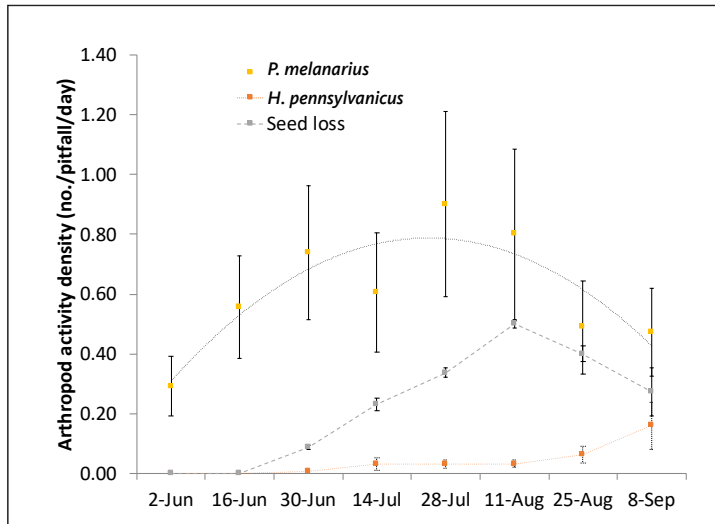 1.40
P. melanarius
1.20
H. pennsylvanicus
Seed loss
1.00
0.80
0.60
0.40
0.20
0.00
Arthropod activity density (no./pitfall/day)
2-Jun 16-Jun 30-Jun 14-Jul 28-Jul 11-Aug 25-Aug 8-Sep